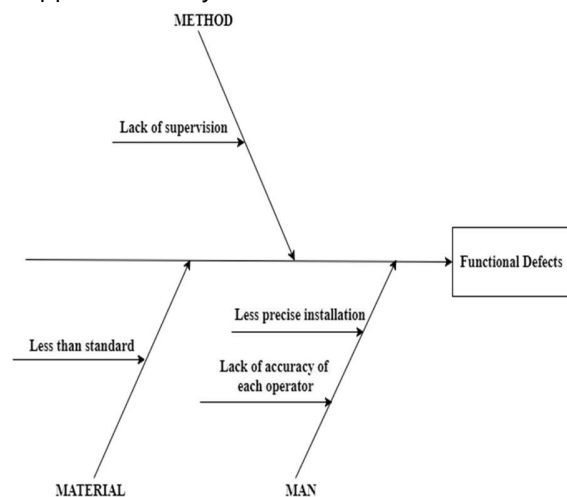 METHOD
Lack of supervision
Functional Defects
Less precise installation
Less than standard
Lack of accuracy of
each operator
MATERIAL
MAN